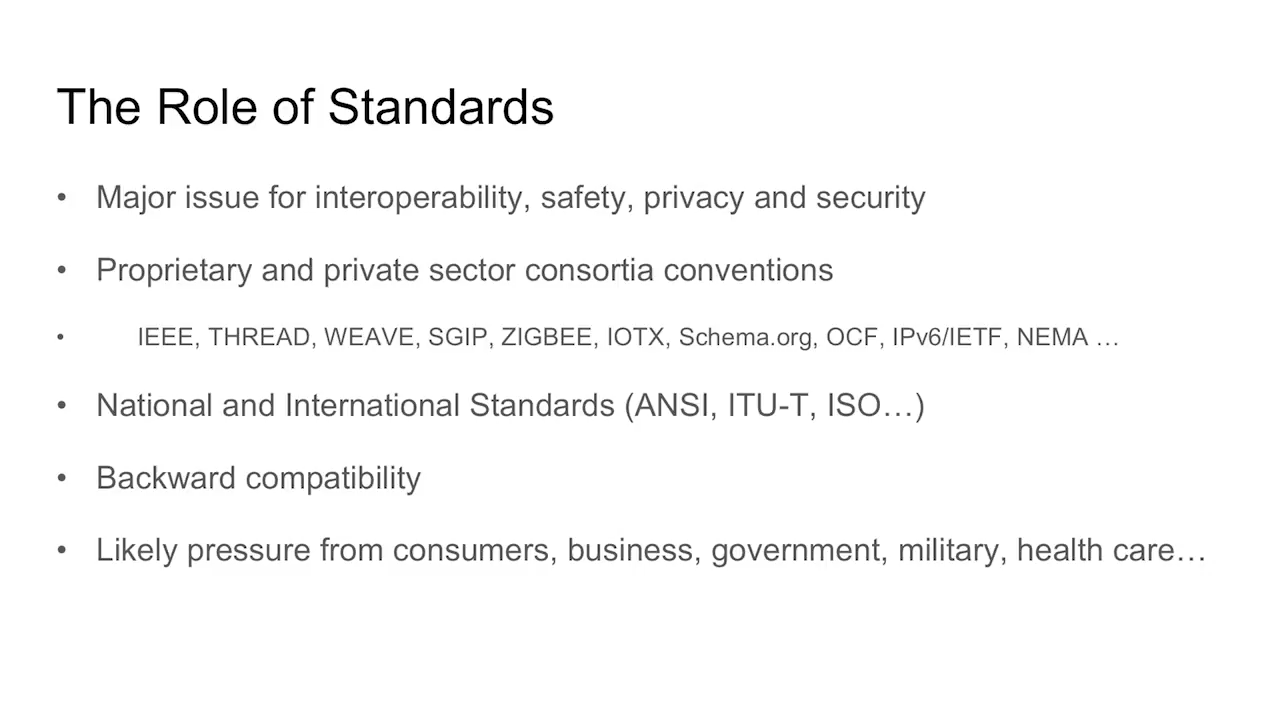 The Role of Standards
• Major issue for interoperability, safety, privacy and security
• Proprietary and private sector consortia conventions
• IEEE, THREAD, WEAVE, SGIP, ZIGBEE, IOTX, Schema.org, OCF, IPv6/IETF, NEMA …
• National and International Standards (ANSI, ITU-T, ISO…)
• Backward compatibility
• Likely pressure from consumers, business, government, military, health care…